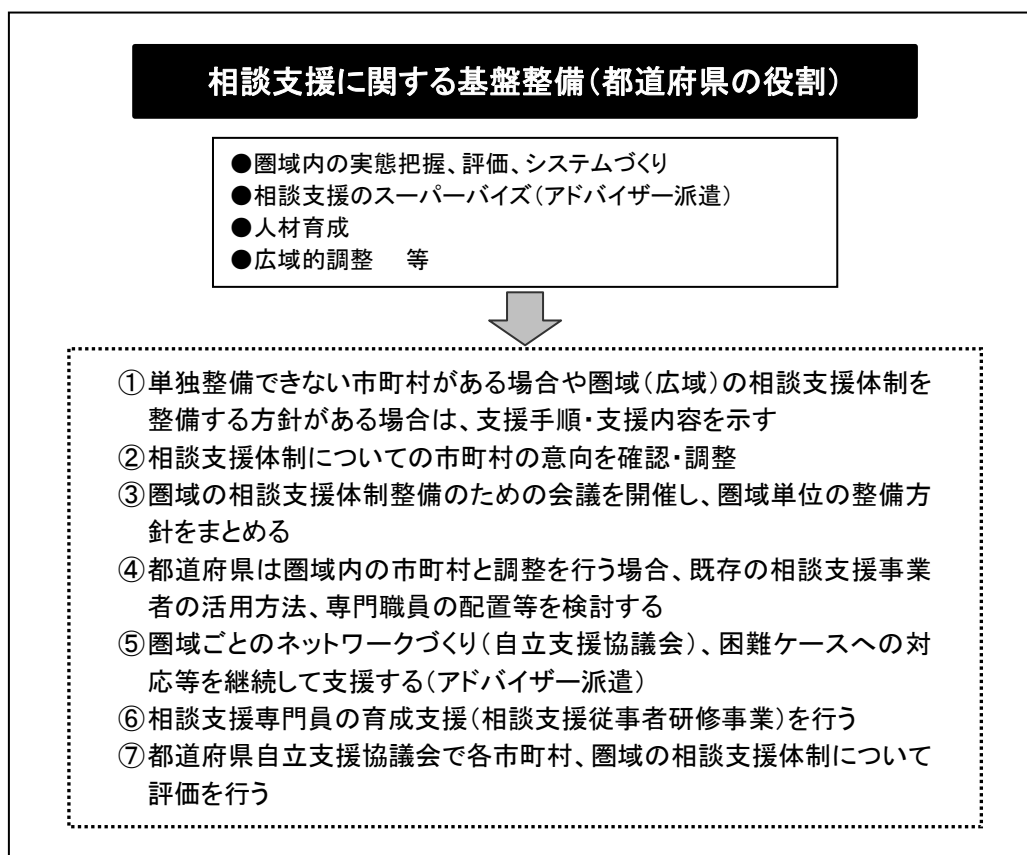 相談支援に関する基盤整備（都道府県の役割）
●圏域内の実態把握、評価、システムづくり
●相談支援のスーパーバイズ（アドバイザー派遣）
●人材育成
●広域的調整　等
①単独整備できない市町村がある場合や圏域（広域）の相談支援体制を
整備する方針がある場合は、支援手順・支援内容を示す
②相談支援体制についての市町村の意向を確認・調整
③圏域の相談支援体制整備のための会議を開催し、圏域単位の整備方
針をまとめる
④都道府県は圏域内の市町村と調整を行う場合、既存の相談支援事業
者の活用方法、専門職員の配置等を検討する
⑤圏域ごとのネットワークづくり（自立支援協議会）、困難ケースへの対
応等を継続して支援する（アドバイザー派遣）
⑥相談支援専門員の育成支援（相談支援従事者研修事業）を行う
⑦都道府県自立支援協議会で各市町村、圏域の相談支援体制について
評価を行う